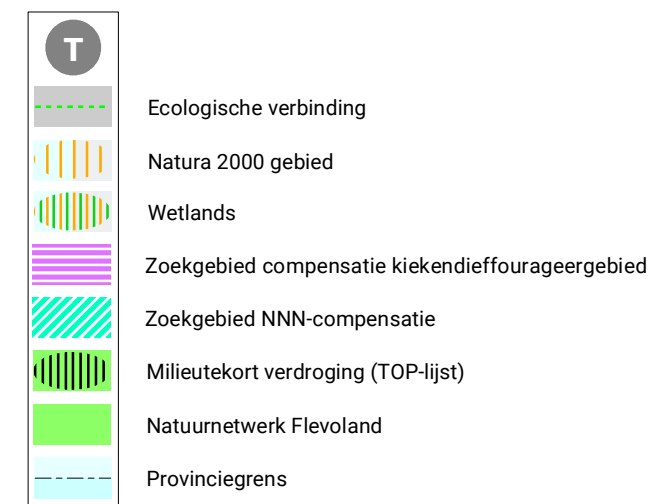 T
Ecologische verbinding
Natura 2000 gebied
Wetlands
Zoekgebied compensatie kiekendieffourageergebied
Zoekgebied NNN-compensatie
Milieutekort verdroging (TOP-lijst)
Natuurnetwerk Flevoland
Provinciegrens